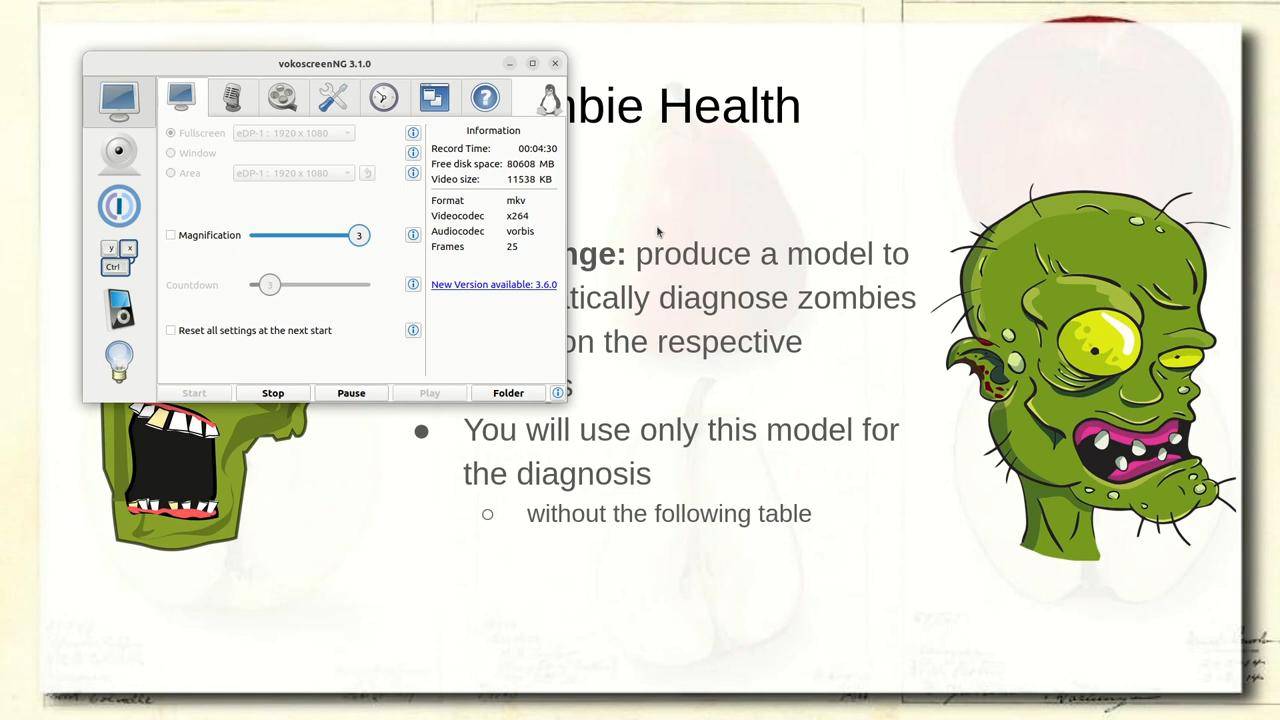 vokoscreenNG 3.1.0
mbie Health
Fullscreen eDP-1 : 1920 x 1080
Window
Area eDP-1 : 1920 x 1080
Magnification 3
Countdown 3
Reset all settings at the next start
Information
Record Time: 00:04:30
Free disk space: 80608 MB
Video size: 11538 KB
Format mkv
Videocodec x264
Audiocodec vorbis
Frames 25
New Version available: 3.6.0
y x
Ctrl
Start Stop Pause Play Folder
nge: produce a model to
tically diagnose zombies
on the respective
s
● You will use only this model for
the diagnosis
○ without the following table